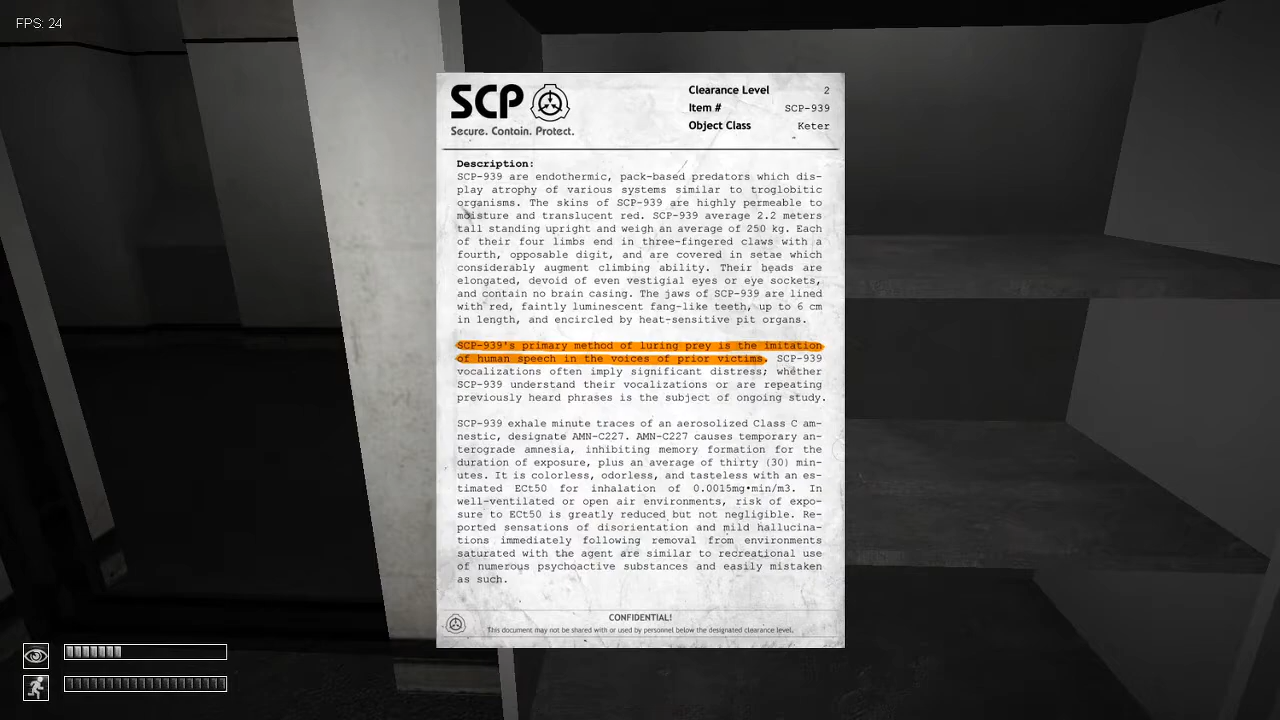 FPS: 24
SCP
Secure. Contain. Protect.
Clearance Level 2
Item # SCP-939
Object Class Keter
Description:
SCP-939 are endothermic, pack-based predators which dis-
play atrophy of various systems similar to troglobitic
organisms. The skins of SCP-939 are highly permeable to
moisture and translucent red. SCP-939 average 2.2 meters
tall standing upright and weigh an average of 250 kg. Each
of their four limbs end in three-fingered claws with a
fourth, opposable digit, and are covered in setae which
considerably augment climbing ability. Their heads are
elongated, devoid of even vestigial eyes or eye sockets,
and contain no brain casing. The jaws of SCP-939 are lined
with red, faintly luminescent fang-like teeth, up to 6 cm
in length, and encircled by heat-sensitive pit organs.
SCP-939's primary method of luring prey is the imitation
of human speech in the voices of prior victims. SCP-939
vocalizations often imply significant distress; whether
SCP-939 understand their vocalizations or are repeating
previously heard phrases is the subject of ongoing study.
SCP-939 exhale minute traces of an aerosolized Class C am-
nestic, designate AMN-C227. AMN-C227 causes temporary an-
terograde amnesia, inhibiting memory formation for the
duration of exposure, plus an average of thirty (30) min-
utes. It is colorless, odorless, and tasteless with an es-
timated ECt50 for inhalation of 0.0015mg•min/m3. In
well-ventilated or open air environments, risk of expo-
sure to ECt50 is greatly reduced but not negligible. Re-
ported sensations of disorientation and mild hallucina-
tions immediately following removal from environments
saturated with the agent are similar to recreational use
of numerous psychoactive substances and easily mistaken
as such.
CONFIDENTIAL!
This document may not be shared with or used by personnel below the designated clearance level.